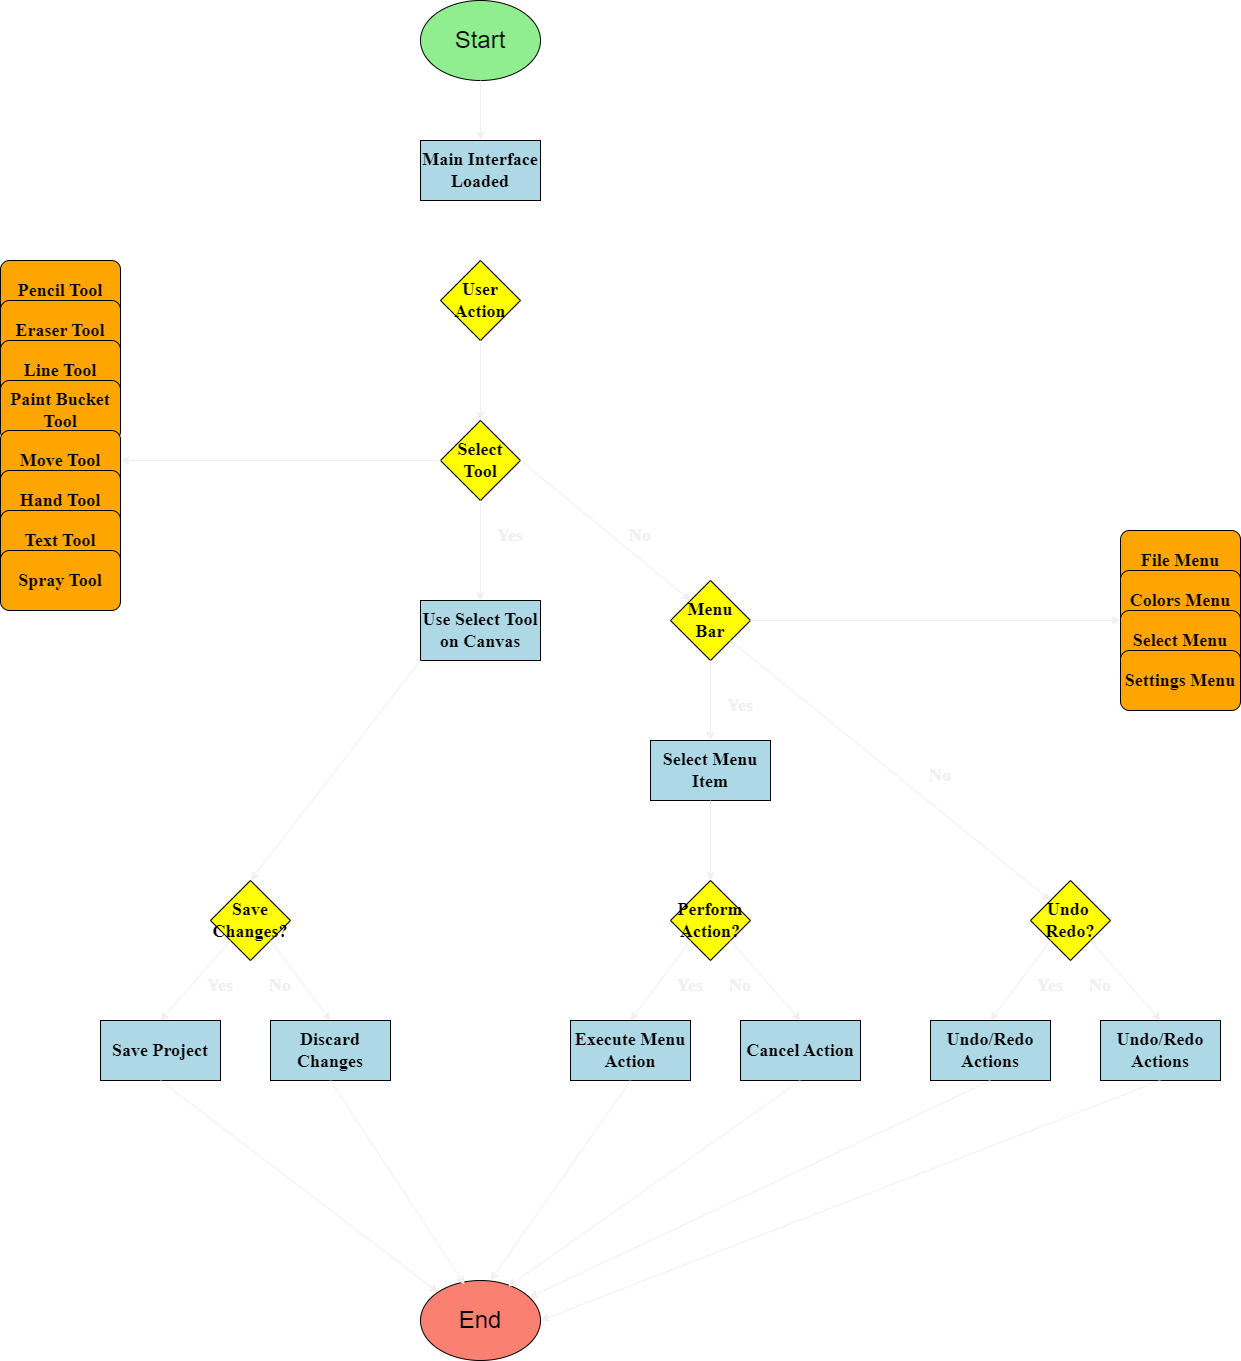 Start
Main Interface
Loaded
User
Action
Pencil Tool
Eraser Tool
Line Tool
Paint Bucket
Tool
Move Tool
Hand Tool
Text Tool
Spray Tool
Select
Tool
Yes
No
File Menu
Colors Menu
Select Menu
Settings Menu
Use Select Tool
on Canvas
Menu
Bar
Yes
Select Menu
Item
No
Save
Changes?
Perform
Action?
Undo
Redo?
Yes
No
Yes
No
Yes
No
Save Project
Discard
Changes
Execute Menu
Action
Cancel Action
Undo/Redo
Actions
Undo/Redo
Actions
End